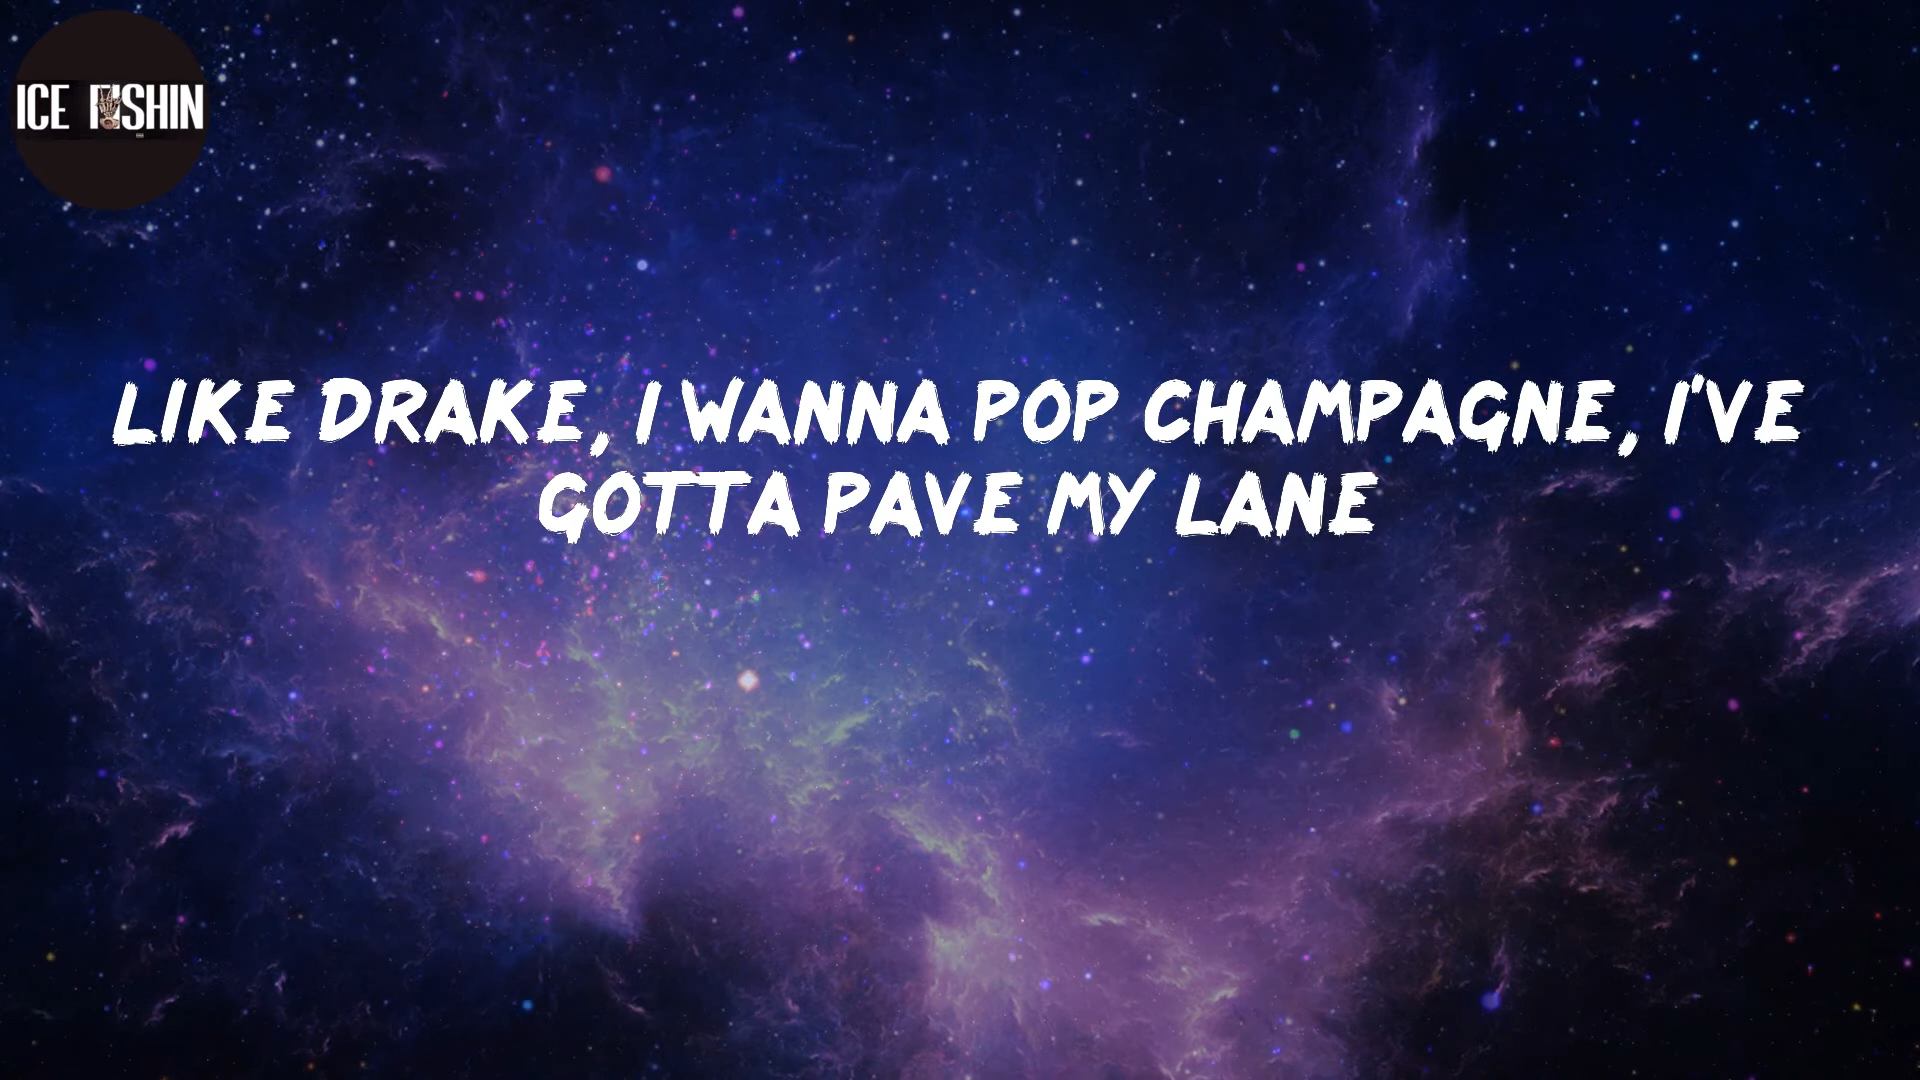 ICE FISHIN
LIKE DRAKE, I WANNA POP CHAMPAGNE, I'VE
GOTTA PAVE MY LANE